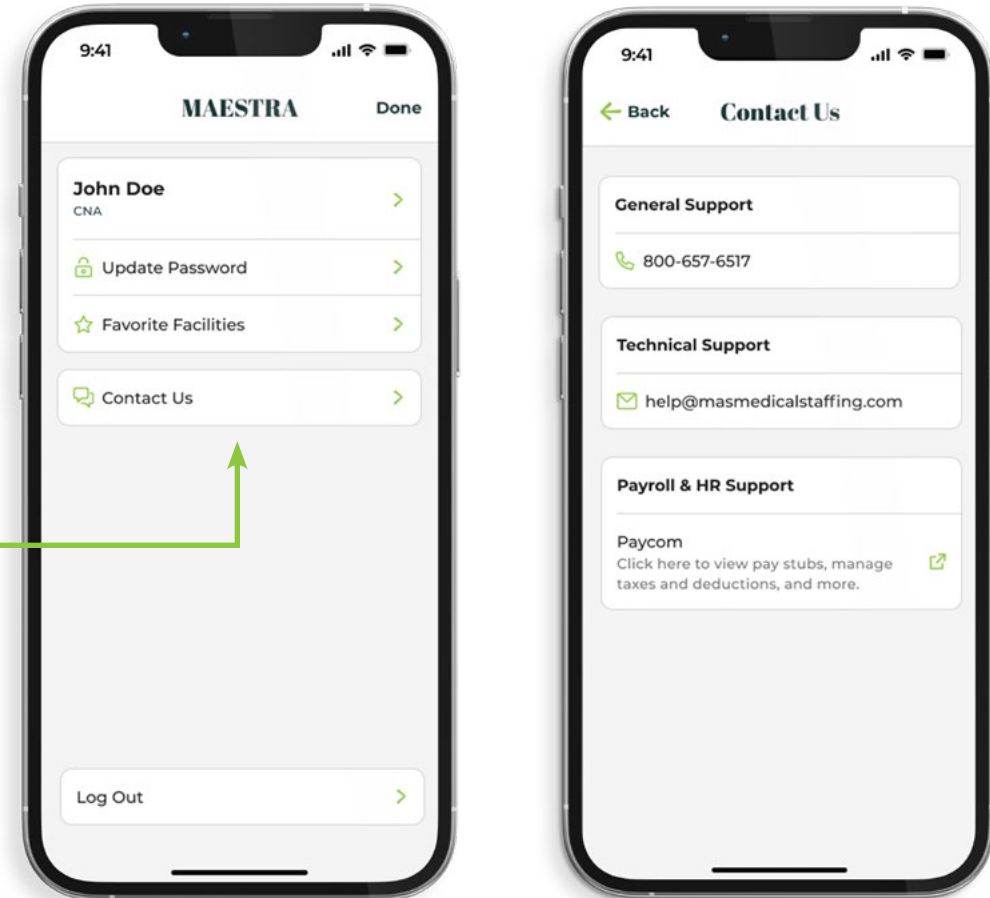 9:41
MAESTRA
Done
John Doe
CNA
Update Password
Favorite Facilities
Contact Us
Log Out
9:41
Back
Contact Us
General Support
800-657-6517
Technical Support
help@masmedicalstaffing.com
Payroll & HR Support
Paycom
Click here to view pay stubs, manage
taxes and deductions, and more.